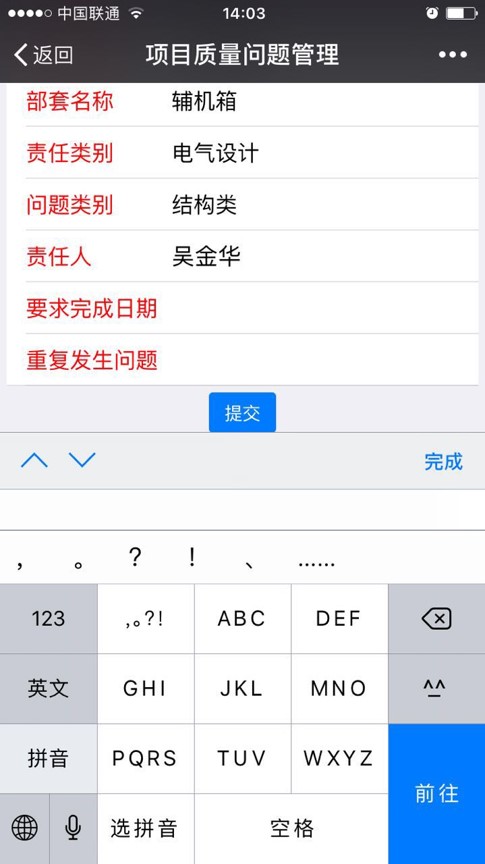 中国联通 14:03
返回 项目质量问题管理
部套名称 辅机箱
责任类别 电气设计
问题类别 结构类
责任人 吴金华
要求完成日期
重复发生问题
提交
完成
， 。 ？ ！ 、 ……
123 ,。?! ABC DEF
英文 GHI JKL MNO ^^
拼音 PQRS TUV WXYZ 前往
选拼音 空格